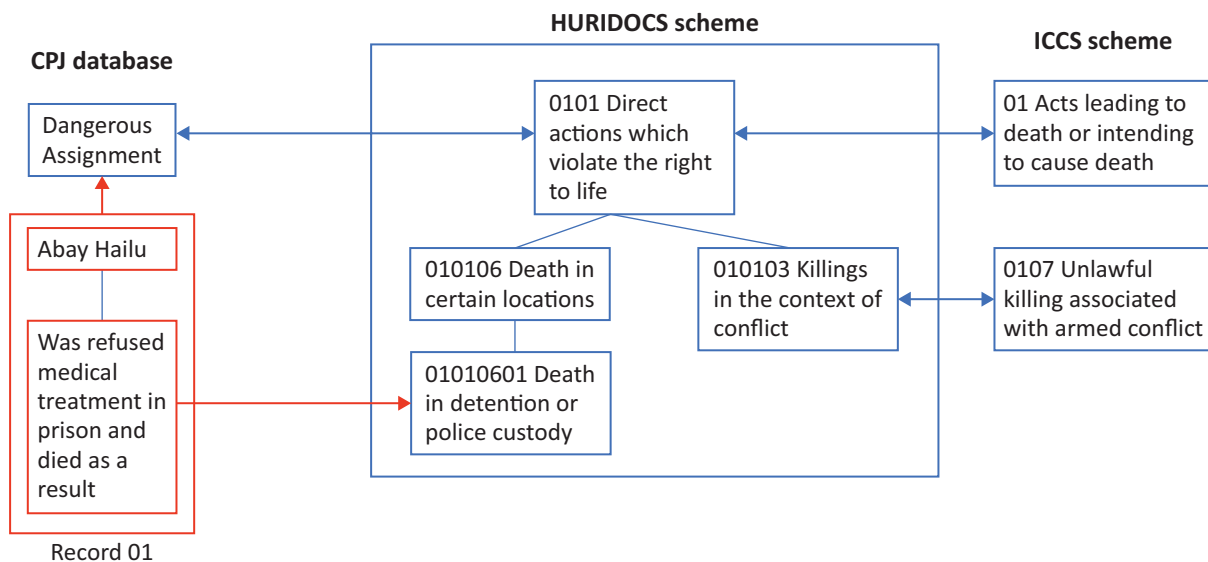 HURIDOCS scheme
CPJ database
ICCS scheme
Dangerous
Assignment
0101 Direct
actions which
violate the right
to life
01 Acts leading to
death or intending
to cause death
Abay Hailu
010106 Death in
certain locations
010103 Killings
in the context of
conflict
0107 Unlawful
killing associated
with armed conflict
Was refused
medical
treatment in
prison and
died as a
result
01010601 Death
in detention or
police custody
Record 01